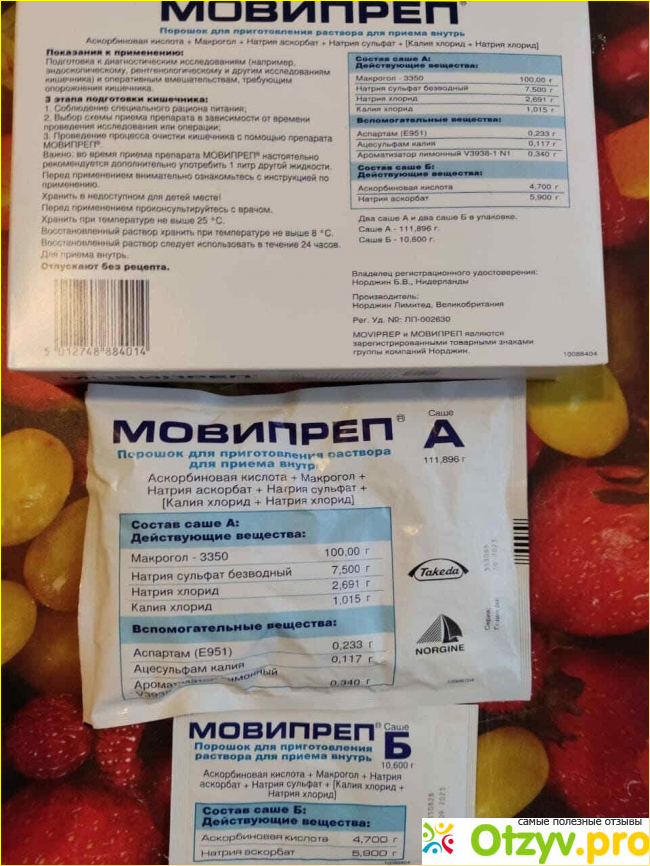 МОВИПРЕП®
Порошок для приготовления раствора для приема внутрь
Аскорбиновая кислота + Макрогол + Натрия аскорбат + Натрия сульфат + [Калия хлорид + Натрия хлорид]
Показания к применению:
Подготовка к диагностическим исследованиям (например,
эндоскопическому, рентгенологическому и другим исследованиям
кишечника) и оперативным вмешательствам, требующим
опорожнения кишечника.
3 этапа подготовки кишечника:
1. Соблюдение специального рациона питания;
2. Выбор схемы приема препарата в зависимости от времени
проведения исследования или операции;
3. Проведение процесса очистки кишечника с помощью препарата
МОВИПРЕП®.
Важно: во время приема препарата МОВИПРЕП® настоятельно
рекомендуется дополнительно употребить 1 литр другой жидкости.
Перед применением внимательно ознакомьтесь с инструкцией по
применению.
Хранить в недоступном для детей месте!
Перед применением проконсультируйтесь с врачом.
Хранить при температуре не выше 25 °С.
Восстановленный раствор хранить при температуре не выше 8 °С.
Восстановленный раствор следует использовать в течение 24 часов.
Для приема внутрь.
Отпускают без рецепта.
5 012748 884014
Состав саше А:
Действующие вещества:
Макрогол - 3350 100,00 г
Натрия сульфат безводный 7,500 г
Натрия хлорид 2,691 г
Калия хлорид 1,015 г
Вспомогательные вещества:
Аспартам (Е951) 0,233 г
Ацесульфам калия 0,117 г
Ароматизатор лимонный V3938-1 N1 0,340 г
Состав саше Б:
Действующие вещества:
Аскорбиновая кислота 4,700 г
Натрия аскорбат 5,900 г
Два саше А и два саше Б в упаковке.
Саше А - 111,896 г.
Саше Б - 10,600 г.
Владелец регистрационного удостоверения:
Норджин Б.В., Нидерланды
Производитель:
Норджин Лимитед, Великобритания
Рег. Уд. №: ЛП-002630
MOVIPREP и МОВИПРЕП являются
зарегистрированными товарными знаками
группы компаний Норджин.
10088404
МОВИПРЕП®
Саше
А
111,896 г
Порошок для приготовления раствора
для приема внутрь
Аскорбиновая кислота + Макрогол +
Натрия аскорбат + Натрия сульфат +
[Калия хлорид + Натрия хлорид]
Состав саше А:
Действующие вещества:
Макрогол - 3350 100,00 г
Натрия сульфат безводный 7,500 г
Натрия хлорид 2,691 г
Калия хлорид 1,015 г
Вспомогательные вещества:
Аспартам (Е951) 0,233 г
Ацесульфам калия 0,117 г
0,340 г
Takeda
NORGINE
Серия:
МОВИПРЕП®
Саше
Б
10,600 г
Порошок для приготовления
раствора для приема внутрь
Аскорбиновая кислота + Макрогол + Натрия
аскорбат + Натрия сульфат + [Калия хлорид +
Натрия хлорид]
Состав саше Б:
Действующие вещества:
Аскорбиновая кислота 4,700 г
Натрия аскорбат 5,900 г
самые полезные отзывы
Otzyv.pro